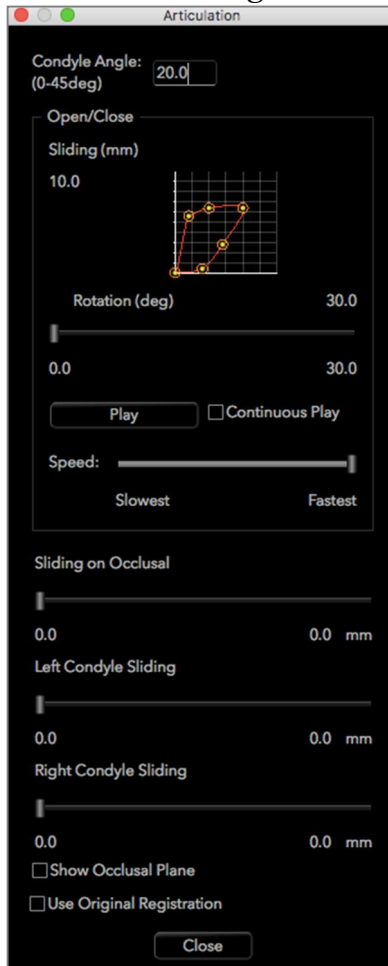 Articulation
Condyle Angle:
(0-45deg)
20.0
Open/Close
Sliding (mm)
10.0
Rotation (deg) 30.0
0.0 30.0
Play
Continuous Play
Speed:
Slowest Fastest
Sliding on Occlusal
0.0 0.0 mm
Left Condyle Sliding
0.0 0.0 mm
Right Condyle Sliding
0.0 0.0 mm
Show Occlusal Plane
Use Original Registration
Close